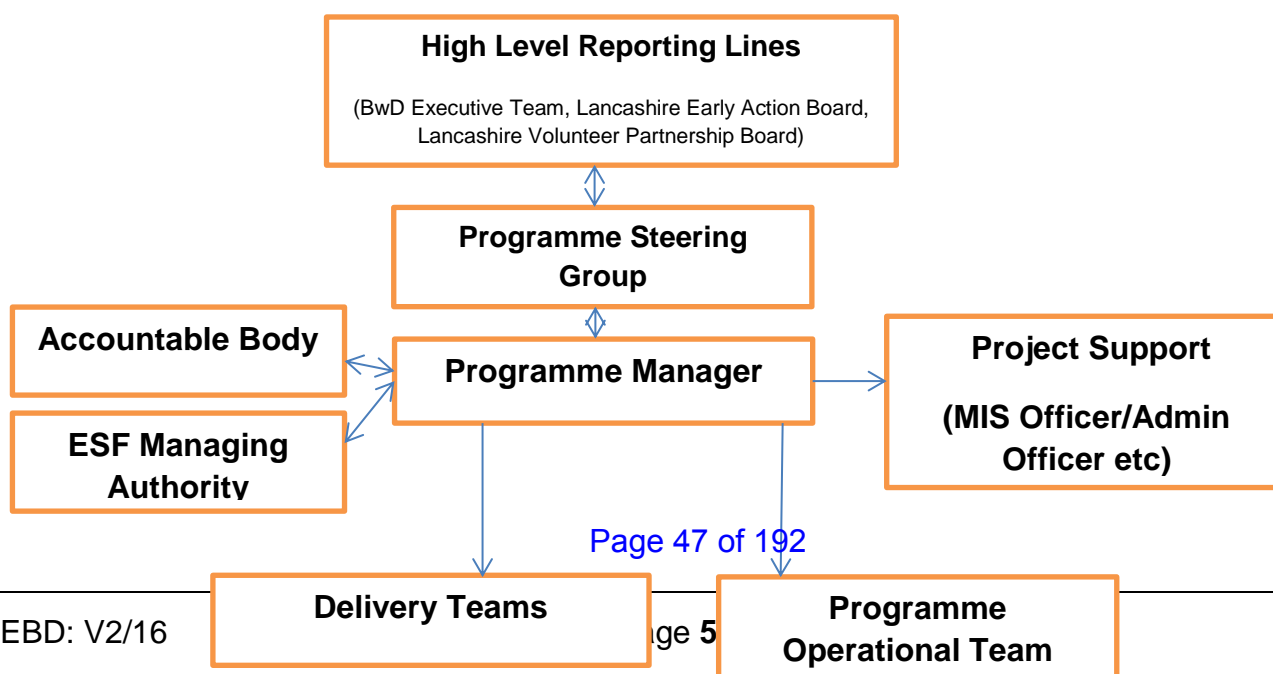 High Level Reporting Lines
(BwD Executive Team, Lancashire Early Action Board,
Lancashire Volunteer Partnership Board)
Programme Steering
Group
Accountable Body
Programme Manager
Project Support
(MIS Officer/Admin
Officer etc)
ESF Managing
Authority
Page 47 of 192
Delivery Teams
Programme
Operational Team
EBD: V2/16
age 5